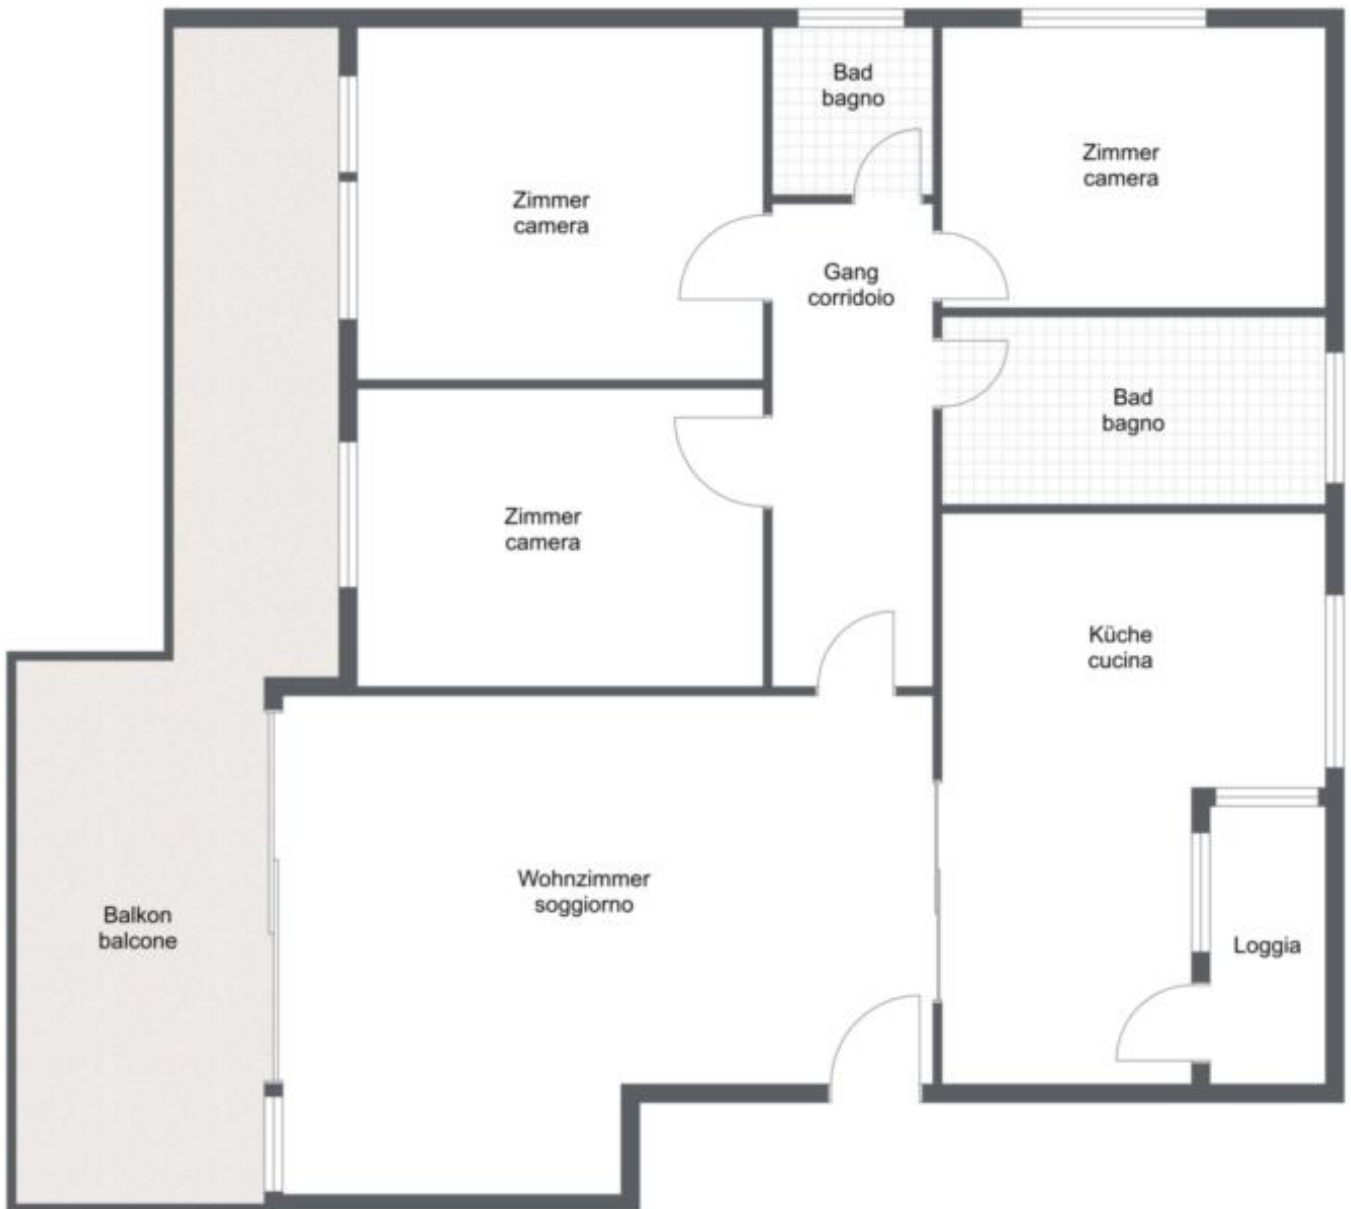 Bad
bagno
Zimmer
camera
Zimmer
camera
Gang
corridoio
Bad
bagno
Zimmer
camera
Küche
cucina
Wohnzimmer
soggiorno
Balkon
balcone
Loggia